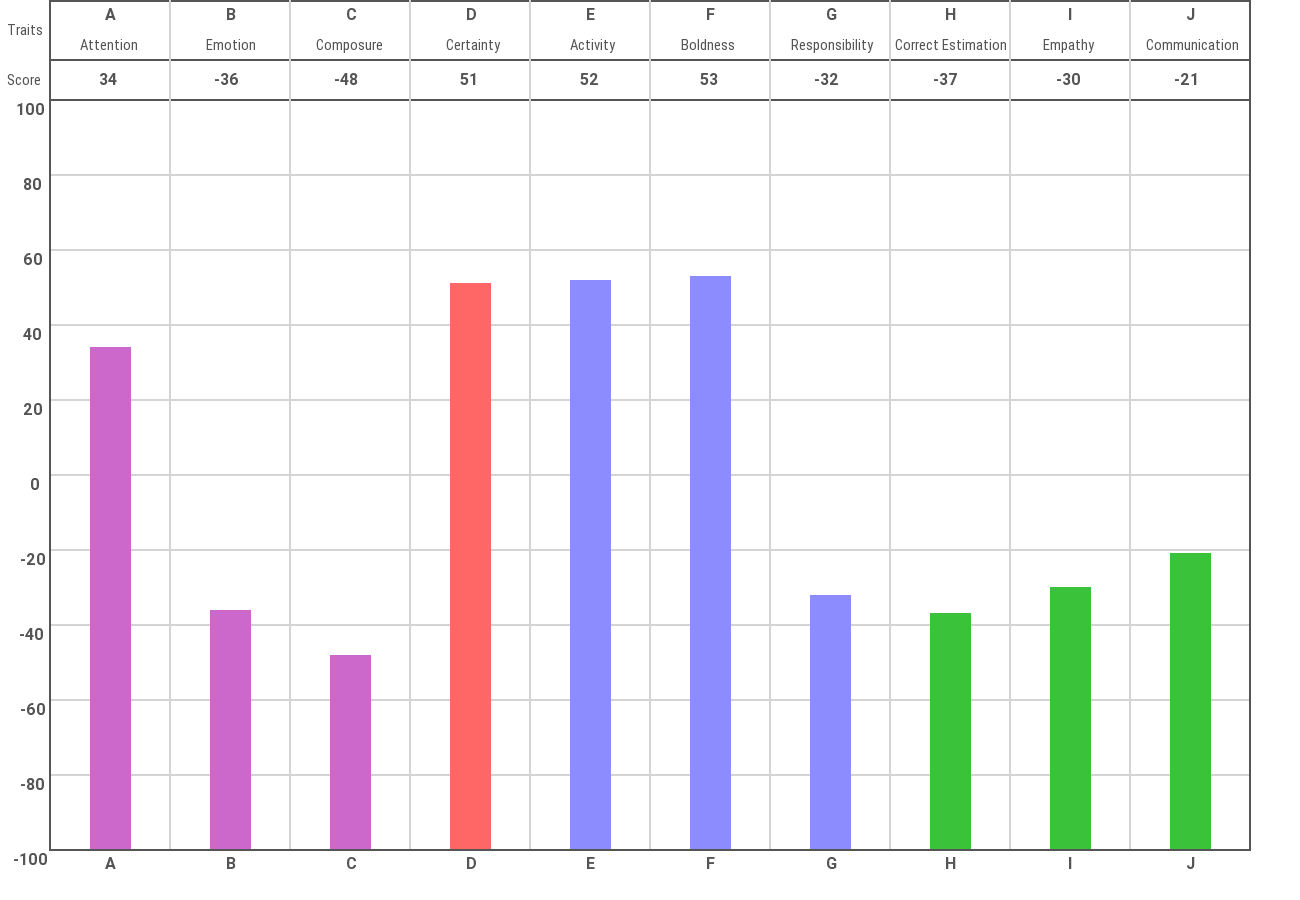 A B C D E F G H I J
Traits
Attention Emotion Composure Certainty Activity Boldness Responsibility Correct Estimation Empathy Communication
Score 34 -36 -48 51 52 53 -32 -37 -30 -21
100
80
60
40
20
0
-20
-40
-60
-80
-100
A B C D E F G H I J